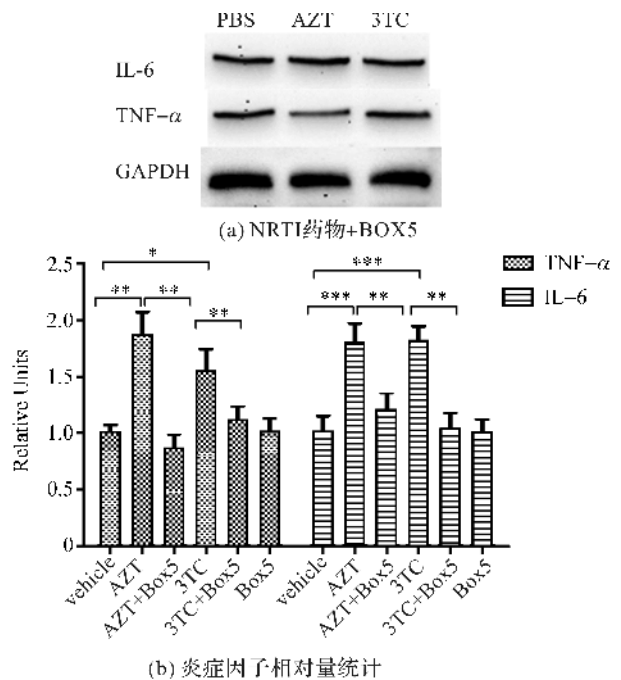 PBS AZT 3TC
IL-6
TNF-α
GAPDH
(a) NRTI药物+BOX5
2.5
2.0
1.5
1.0
0.5
0
Relative Units
* ***
** ** ** *** ** **
TNF-α
IL-6
vehicle AZT AZT+Box5 3TC 3TC+Box5 Box5 vehicle AZT AZT+Box5 3TC 3TC+Box5 Box5
(b) 炎症因子相对量统计